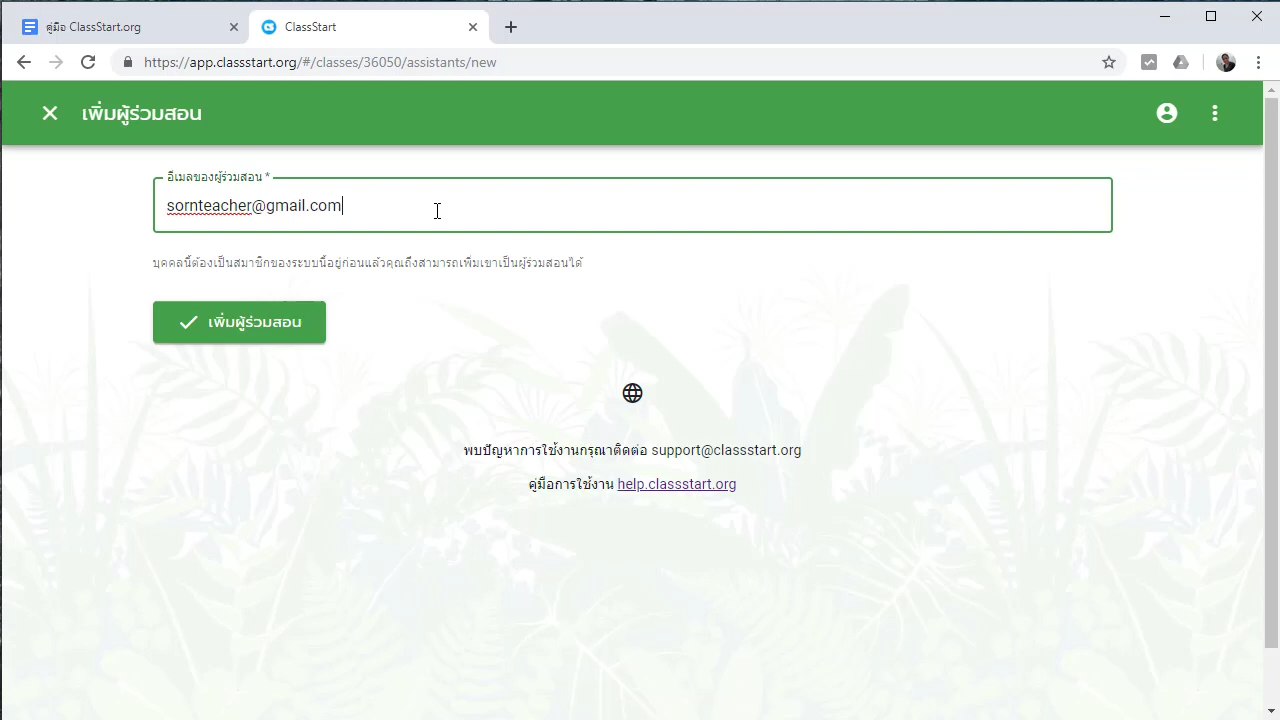 คู่มือ ClassStart.org
ClassStart
https://app.classstart.org/#/classes/36050/assistants/new
เพิ่มผู้ร่วมสอน
อีเมลของผู้ร่วมสอน *
sornteacher@gmail.com
บุคคลนี้ต้องเป็นสมาชิกของระบบนี้อยู่ก่อนแล้วคุณถึงสามารถเพิ่มเขาเป็นผู้ร่วมสอนได้
เพิ่มผู้ร่วมสอน
พบปัญหาการใช้งานกรุณาติดต่อ support@classstart.org
คู่มือการใช้งาน help.classstart.org